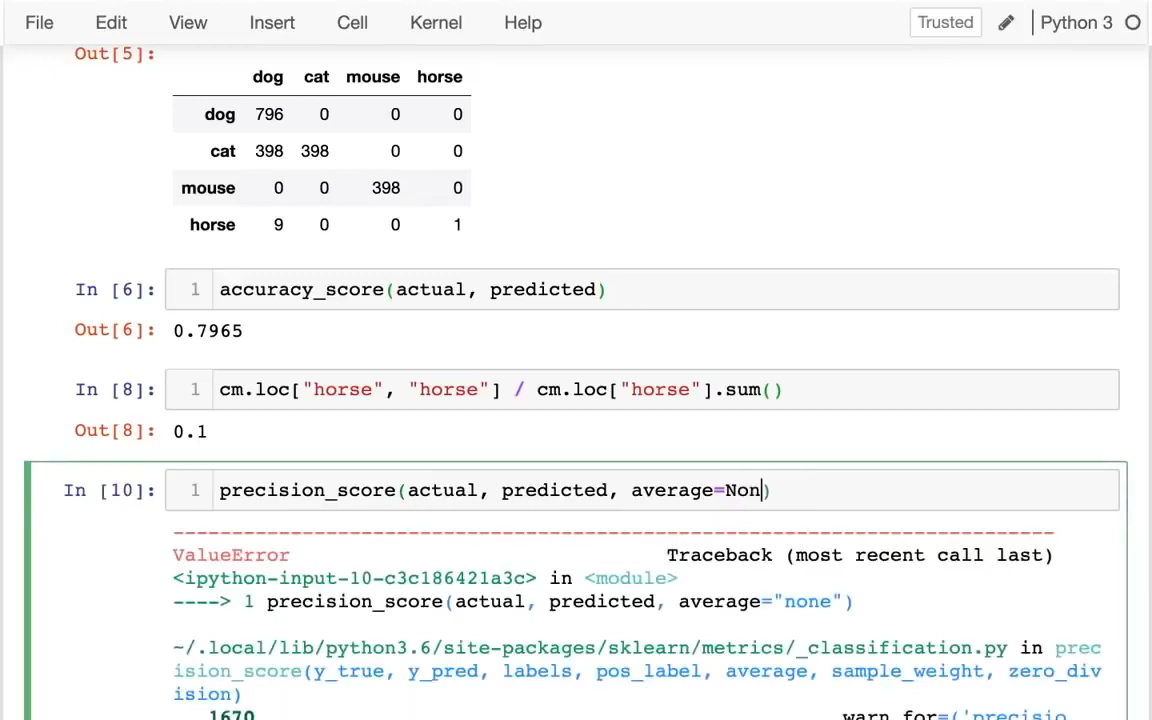 File Edit View Insert Cell Kernel Help Trusted Python 3
Out[5]:
dog cat mouse horse
dog 796 0 0 0
cat 398 398 0 0
mouse 0 0 398 0
horse 9 0 0 1
In [6]: 1 accuracy_score(actual, predicted)
Out[6]: 0.7965
In [8]: 1 cm.loc["horse", "horse"] / cm.loc["horse"].sum()
Out[8]: 0.1
In [10]: 1 precision_score(actual, predicted, average=Non)
---------------------------------------------------------------------------
ValueError Traceback (most recent call last)
<ipython-input-10-c3c186421a3c> in <module>
----> 1 precision_score(actual, predicted, average="none")
~/.local/lib/python3.6/site-packages/sklearn/metrics/_classification.py in prec
ision_score(y_true, y_pred, labels, pos_label, average, sample_weight, zero_div
ision)
1670 warn_for=('precisio